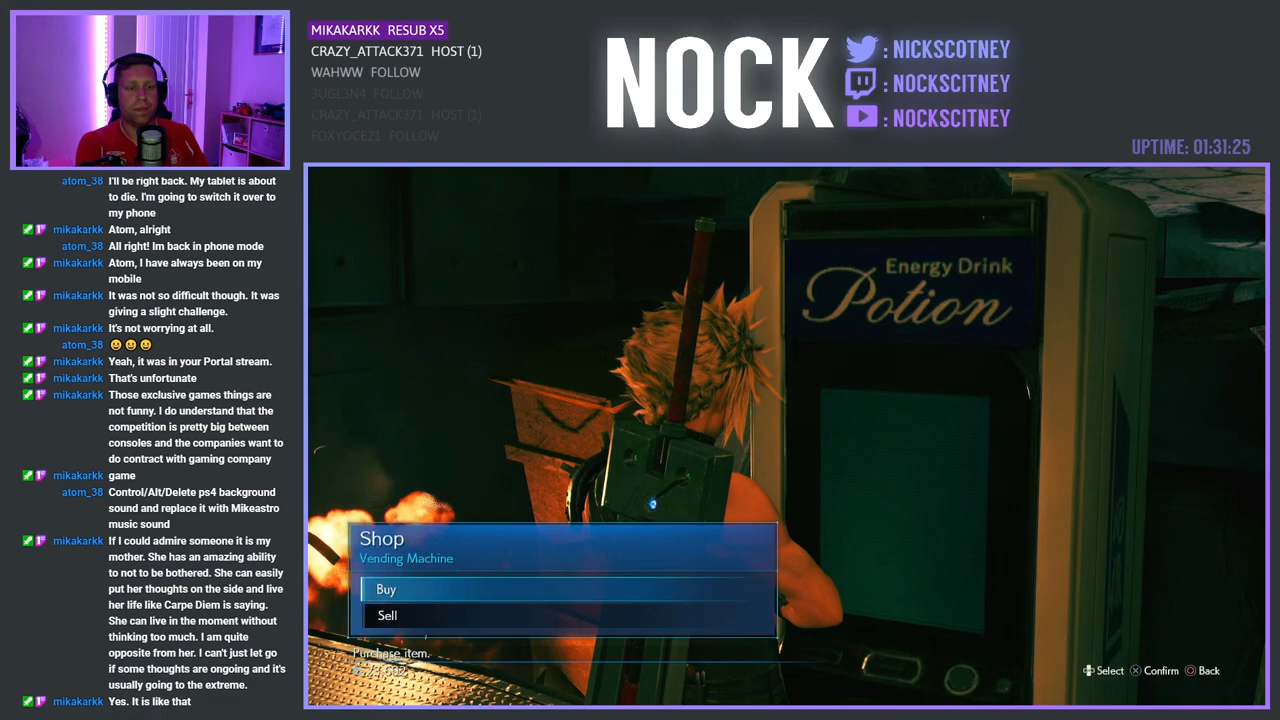 MIKAKARKK RESUB X5
CRAZY_ATTACK371 HOST (1)
WAHWW FOLLOW
3UGL3N4 FOLLOW
CRAZY_ATTACK371 HOST (1)
FOXYOCE21 FOLLOW
NOCK
: NICKSCOTNEY
: NOCKSCITNEY
: NOCKSCITNEY
UPTIME: 01:31:25
atom_38 I'll be right back. My tablet is about
to die. I'm going to switch it over to
my phone
mikakarkk Atom, alright
atom_38 All right! Im back in phone mode
mikakarkk Atom, I have always been on my
mobile
mikakarkk It was not so difficult though. It was
giving a slight challenge.
mikakarkk It's not worrying at all.
atom_38 😀😀😀
mikakarkk Yeah, it was in your Portal stream.
mikakarkk That's unfortunate
mikakarkk Those exclusive games things are
not funny. I do understand that the
competition is pretty big between
consoles and the companies want to
do contract with gaming company
mikakarkk game
atom_38 Control/Alt/Delete ps4 background
sound and replace it with Mikeastro
music sound
mikakarkk If I could admire someone it is my
mother. She has an amazing ability
to not to be bothered. She can easily
put her thoughts on the side and live
her life like Carpe Diem is saying.
She can live in the moment without
thinking too much. I am quite
opposite from her. I can't just let go
if some thoughts are ongoing and it's
usually going to the extreme.
mikakarkk Yes. It is like that
Energy Drink
Potion
Shop
Vending Machine
Buy
Sell
Purchase item.
Select Confirm Back